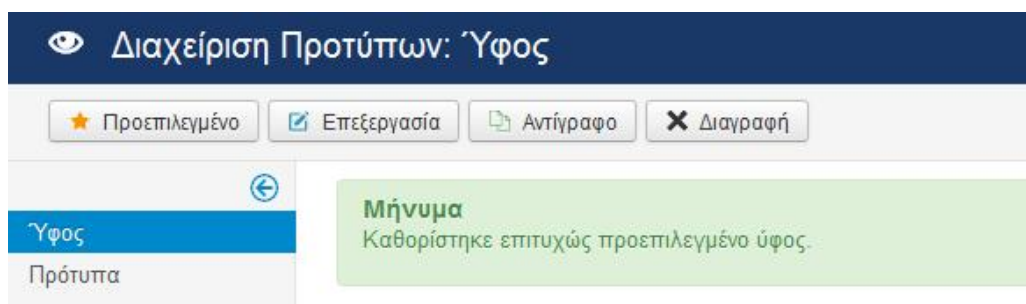 Διαχείριση Προτύπων: Ύφος
Προεπιλεγμένο Επεξεργασία Αντίγραφο Διαγραφή
Μήνυμα
Καθορίστηκε επιτυχώς προεπιλεγμένο ύφος.
Ύφος
Πρότυπα